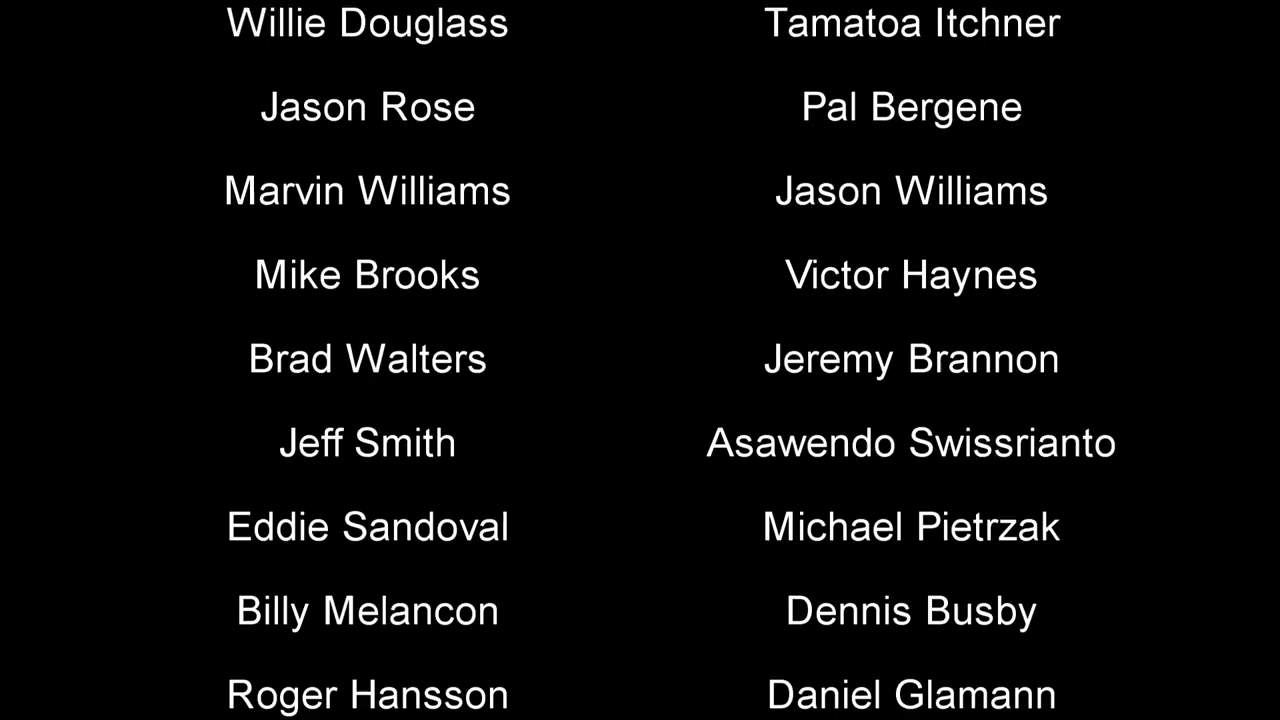 Willie Douglass
Tamatoa Itchner
Jason Rose
Pal Bergene
Marvin Williams
Jason Williams
Mike Brooks
Victor Haynes
Brad Walters
Jeremy Brannon
Jeff Smith
Asawendo Swissrianto
Eddie Sandoval
Michael Pietrzak
Billy Melancon
Dennis Busby
Roger Hansson
Daniel Glamann